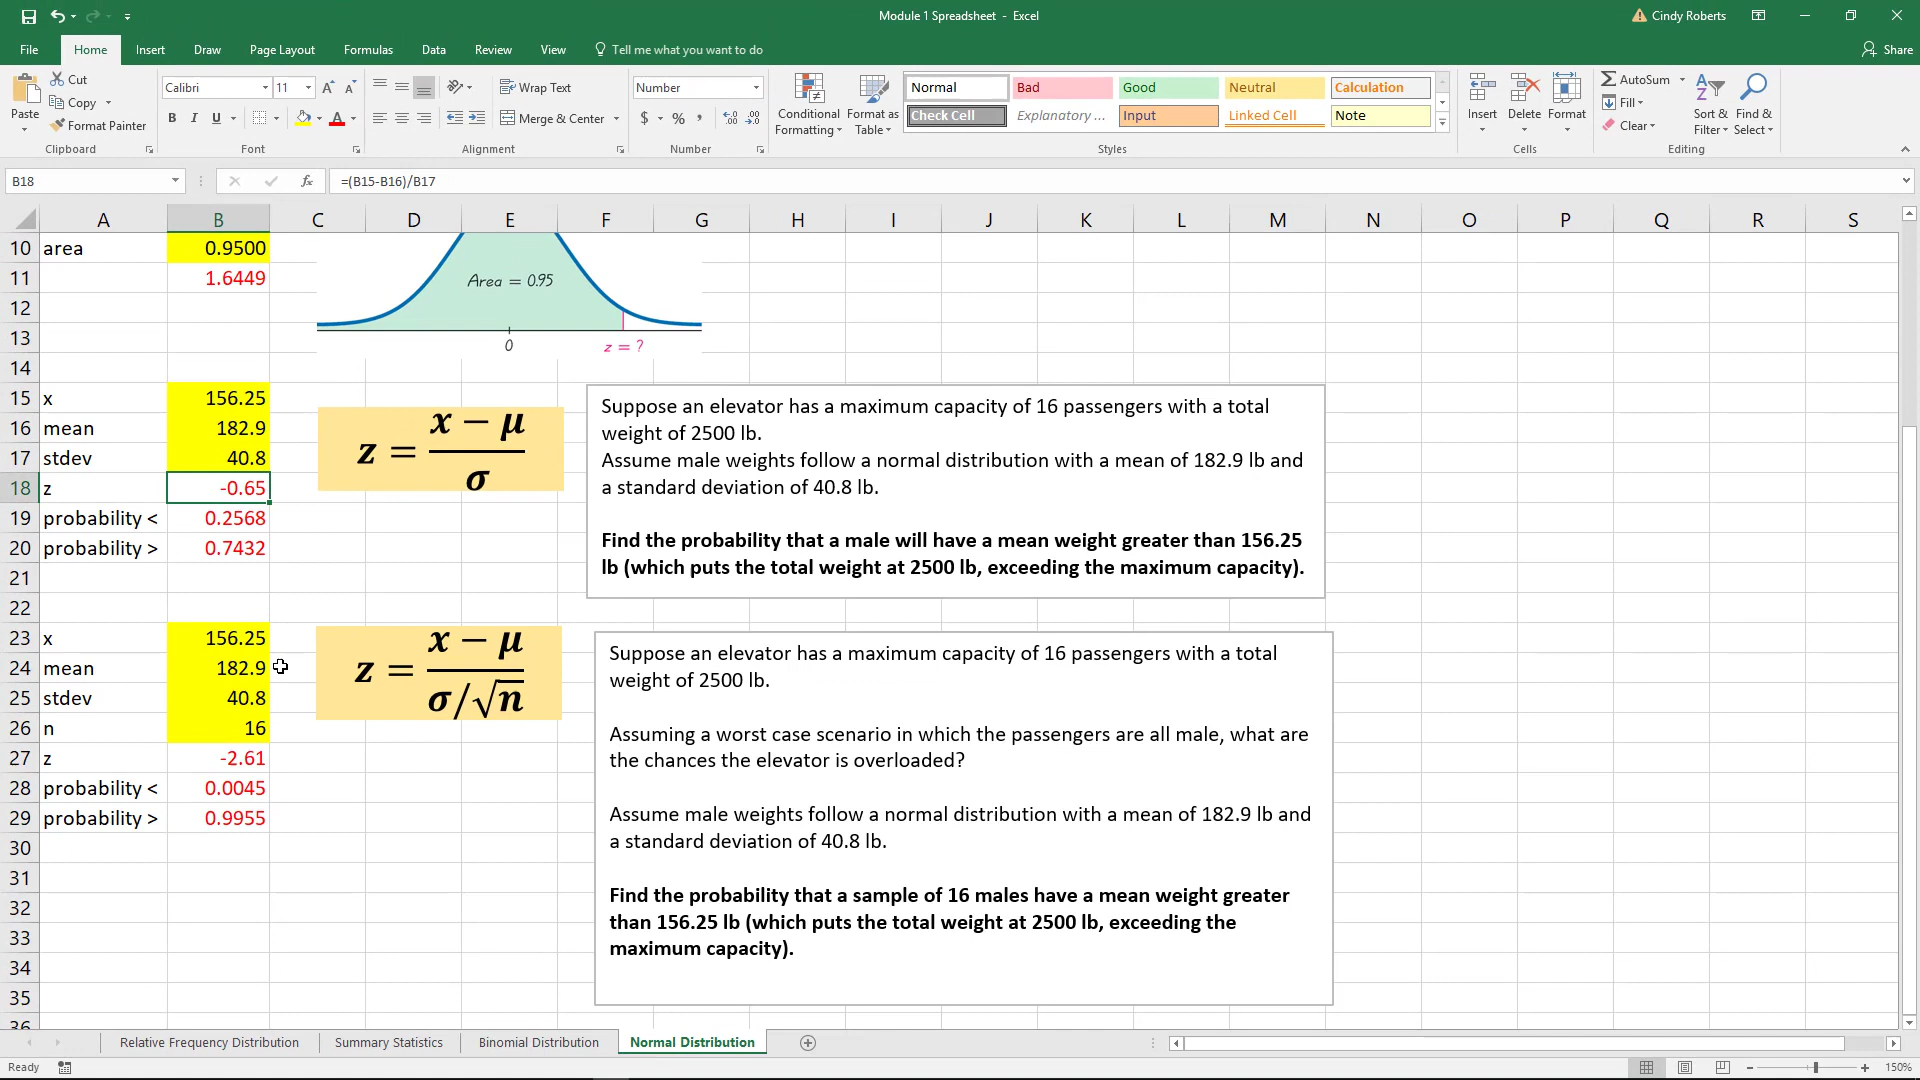 Module 1 Spreadsheet - Excel
Cindy Roberts
File Home Insert Draw Page Layout Formulas Data Review View Tell me what you want to do
Share
Cut
Copy
Format Painter
Paste
Clipboard
Calibri 11
B I U
Font
Wrap Text
Merge & Center
Alignment
Number
$ % ,
Number
Conditional Formatting
Format as Table
Normal Bad Good Neutral Calculation
Check Cell Explanatory ... Input Linked Cell Note
Styles
Insert Delete Format
Cells
AutoSum
Fill
Clear
Sort & Filter
Find & Select
Editing
B18 fx =(B15-B16)/B17
A B C D E F G H I J K L M N O P Q R S
10 area 0.9500
11 1.6449
Area = 0.95
12
13
0 z = ?
14
15 x 156.25
16 mean 182.9
17 stdev 40.8
18 z -0.65
19 probability < 0.2568
20 probability > 0.7432
21
22
z = x − μ / σ
Suppose an elevator has a maximum capacity of 16 passengers with a total
weight of 2500 lb.
Assume male weights follow a normal distribution with a mean of 182.9 lb and
a standard deviation of 40.8 lb.
Find the probability that a male will have a mean weight greater than 156.25
lb (which puts the total weight at 2500 lb, exceeding the maximum capacity).
23 x 156.25
24 mean 182.9
25 stdev 40.8
26 n 16
27 z -2.61
28 probability < 0.0045
29 probability > 0.9955
30
31
32
33
34
35
36
z = x − μ / σ/√n
Suppose an elevator has a maximum capacity of 16 passengers with a total
weight of 2500 lb.
Assuming a worst case scenario in which the passengers are all male, what are
the chances the elevator is overloaded?
Assume male weights follow a normal distribution with a mean of 182.9 lb and
a standard deviation of 40.8 lb.
Find the probability that a sample of 16 males have a mean weight greater
than 156.25 lb (which puts the total weight at 2500 lb, exceeding the
maximum capacity).
Relative Frequency Distribution Summary Statistics Binomial Distribution Normal Distribution
Ready
150%